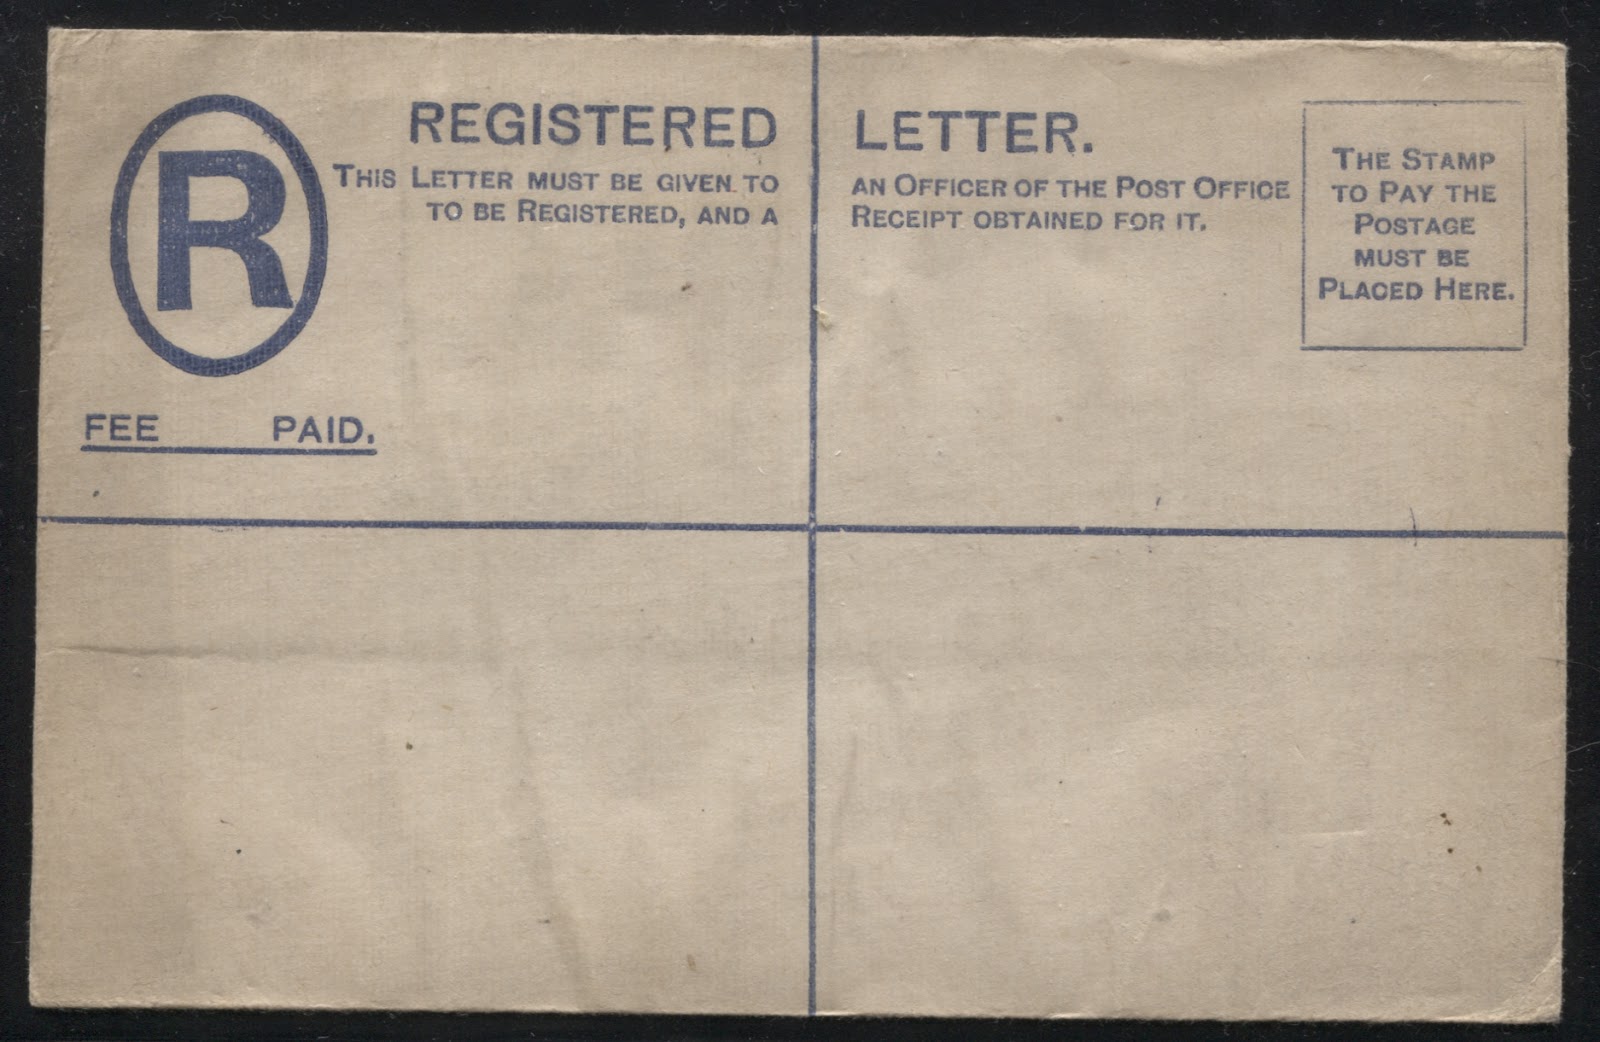 R
REGISTERED LETTER.
THIS LETTER MUST BE GIVEN TO AN OFFICER OF THE POST OFFICE
TO BE REGISTERED, AND A RECEIPT OBTAINED FOR IT.
THE STAMP
TO PAY THE
POSTAGE
MUST BE
PLACED HERE.
FEE PAID.